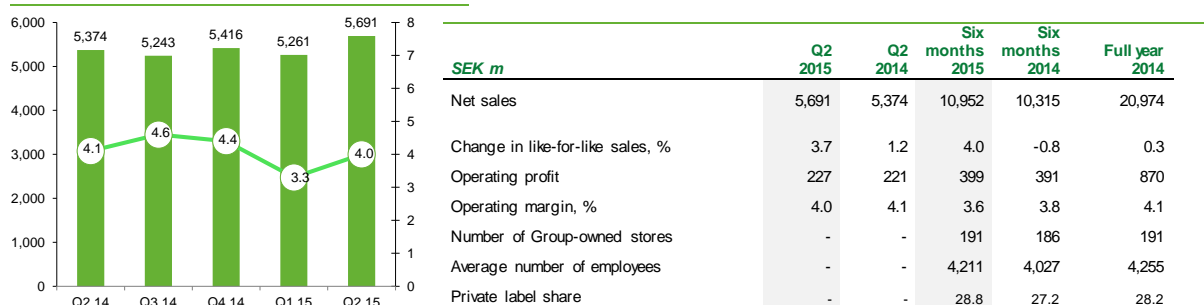 6,000 5,374 5,243 5,416 5,261 5,691 8
5,000 7
4,000 6
3,000 5
2,000 4
1,000 3
0 2
1
0
4.1 4.6 4.4 3.3 4.0
Q2 14 Q3 14 Q4 14 Q1 15 Q2 15
SEK m Q2 2015 Q2 2014 Six months 2015 Six months 2014 Full year 2014
Net sales 5,691 5,374 10,952 10,315 20,974
Change in like-for-like sales, % 3.7 1.2 4.0 -0.8 0.3
Operating profit 227 221 399 391 870
Operating margin, % 4.0 4.1 3.6 3.8 4.1
Number of Group-owned stores - - 191 186 191
Average number of employees - - 4,211 4,027 4,255
Private label share - - 28.8 27.2 28.2